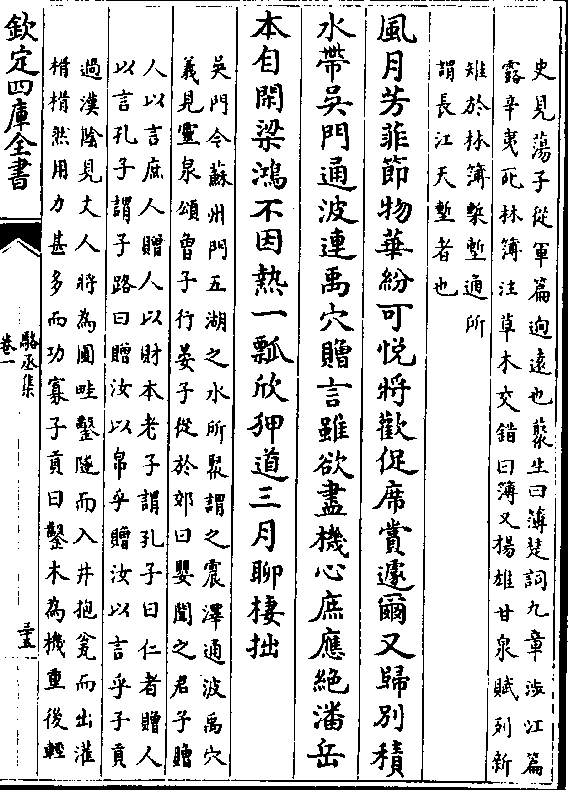 史見蕩子從軍篇逈遠也叢生曰薄楚詞九章涉江篇
露辛夷死林簿注草木交錯曰簿又揚雄甘泉賦列新
雉於林簿槧塹通所
謂長江天塹者也
風月芳菲節物華紛可悅將歡促席賞遽爾又歸別積
水帶吳門通波連禹穴贈言雖欲盡機心庶應絶潘岳
本自閑梁鴻不因熱一瓢欣狎道三月聊棲拙
吳門今蘇州門五湖之水所聚謂之震澤通波禹穴
義見靈泉頌曾子行晏子從於郊曰嬰聞之君子贈
人以言庶人贈人以財本老子謂孔子曰仁者贈人
以言孔子謂子路曰贈汝以帛乎贈汝以言乎子貢
過漢隂見丈人將為圃畦鑿隧而入井抱瓮而出灌
㮐㮐然用力甚多而功寡子貢曰鑿木為機重後輕
欽定四庫全書
駱丞集
卷一
三五